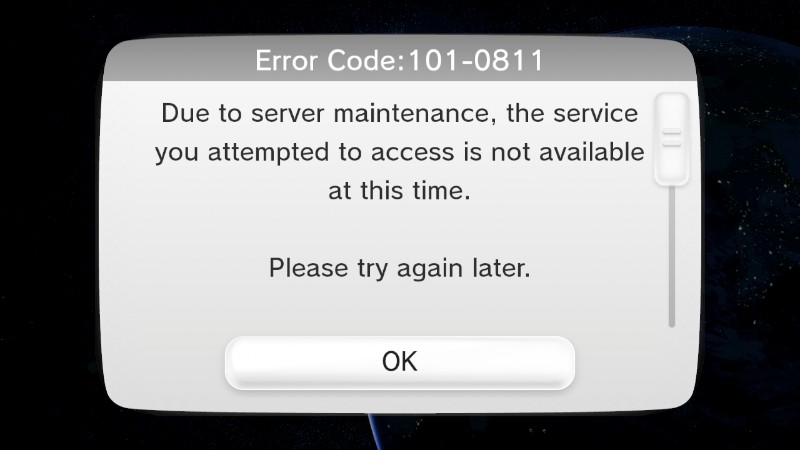 Error Code:101-0811
Due to server maintenance, the service
you attempted to access is not available
at this time.
Please try again later.
OK